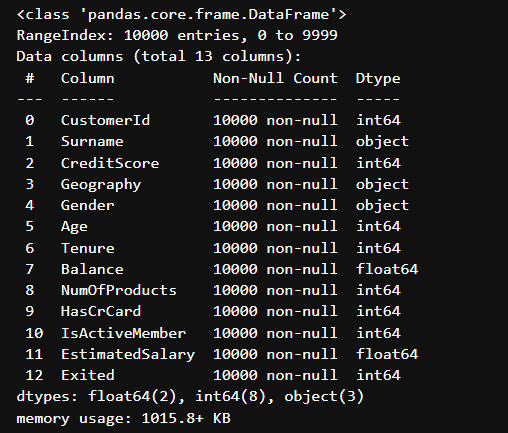 <class 'pandas.core.frame.DataFrame'>
RangeIndex: 10000 entries, 0 to 9999
Data columns (total 13 columns):
 #   Column           Non-Null Count  Dtype
---  ------           --------------  -----
 0   CustomerId       10000 non-null  int64
 1   Surname          10000 non-null  object
 2   CreditScore      10000 non-null  int64
 3   Geography        10000 non-null  object
 4   Gender           10000 non-null  object
 5   Age              10000 non-null  int64
 6   Tenure           10000 non-null  int64
 7   Balance          10000 non-null  float64
 8   NumOfProducts    10000 non-null  int64
 9   HasCrCard        10000 non-null  int64
 10  IsActiveMember   10000 non-null  int64
 11  EstimatedSalary  10000 non-null  float64
 12  Exited           10000 non-null  int64
dtypes: float64(2), int64(8), object(3)
memory usage: 1015.8+ KB